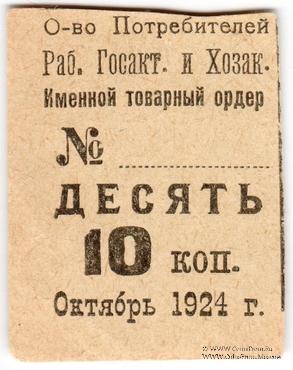 О-во Потребителей
Раб. Госакт. и Хозак.
Именной товарный ордер
№
ДЕСЯТЬ
10 коп.
Октябрь 1924 г.